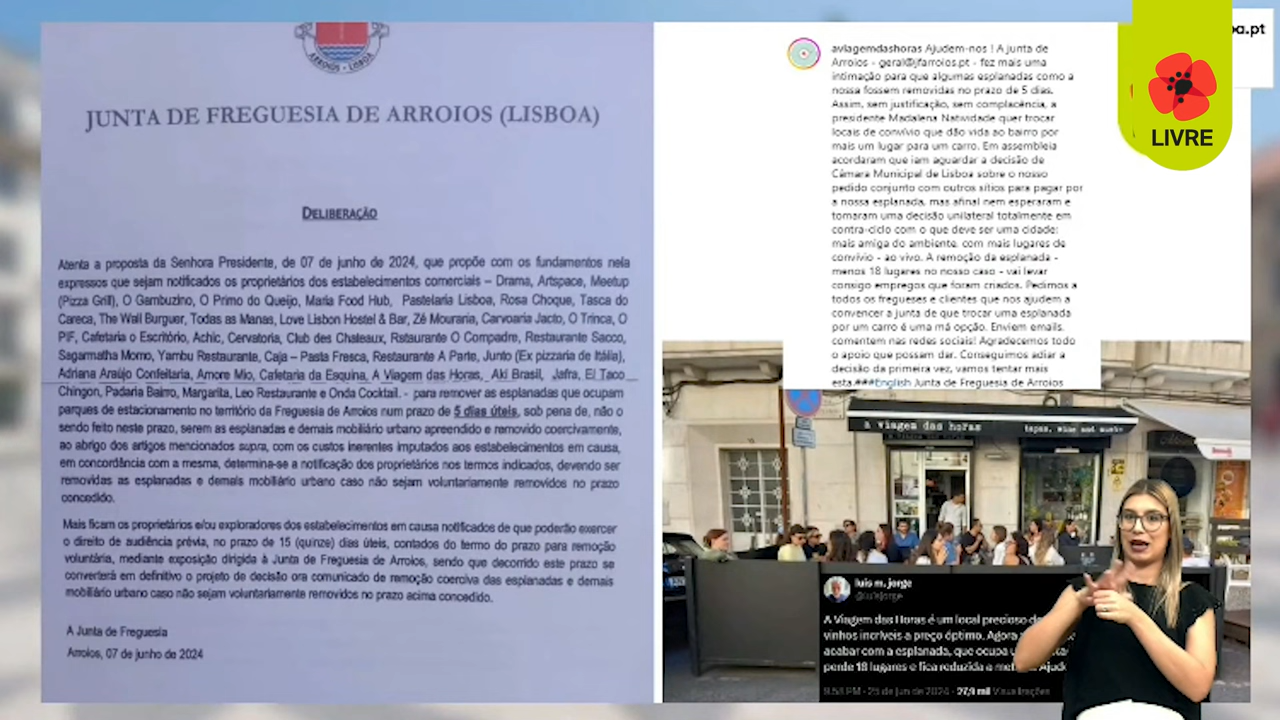 ARROIOS - LISBOA
JUNTA DE FREGUESIA DE ARROIOS (LISBOA)
DELIBERAÇÃO
Atenta a proposta da Senhora Presidente, de 07 de junho de 2024, que propõe com os fundamentos nela
expressos que sejam notificados os proprietários dos estabelecimentos comerciais – Drama, Artspace, Meetup
(Pizza Grill), O Gambuzino, O Primo do Queijo, Maria Food Hub, Pastelaria Lisboa, Rosa Choque, Tasca do
Careca, The Wall Burguer, Todas as Manas, Love Lisbon Hostel & Bar, Zé Mouraria, Carvoaria Jacto, O Trinca, O
PIF, Cafetaria o Escritório, Achic, Cervatoria, Club des Chateaux, Rstaurante O Compadre, Restaurante Sacco,
Sagarmatha Momo, Yambu Restaurante, Caja – Pasta Fresca, Restaurante A Parte, Junto (Ex pizzaria de Itália),
Adriana Araújo Confeitaria, Amore Mio, Cafetaria da Esquina, A Viagem das Horas, Aki Brasil, Jafra, El Taco
Chingon, Padaria Bairro, Margarita, Leo Restaurante e Onda Cocktail. - para remover as esplanadas que ocupam
parques de estacionamento no território da Freguesia de Arroios num prazo de 5 dias úteis, sob pena de, não o
sendo feito neste prazo, serem as esplanadas e demais mobiliário urbano apreendido e removido coercivamente,
ao abrigo dos artigos mencionados supra, com os custos inerentes imputados aos estabelecimentos em causa,
em concordância com a mesma, determina-se a notificação dos proprietários nos termos indicados, devendo ser
removidas as esplanadas e demais mobiliário urbano caso não sejam voluntariamente removidos no prazo
concedido.
Mais ficam os proprietários e/ou exploradores dos estabelecimentos em causa notificados de que poderão exercer
o direito de audiência prévia, no prazo de 15 (quinze) dias úteis, contados do termo do prazo para remoção
voluntária, mediante exposição dirigida à Junta de Freguesia de Arroios, sendo que decorrido este prazo se
converterá em definitivo o projeto de decisão ora comunicado de remoção coerciva das esplanadas e demais
mobiliário urbano caso não sejam voluntariamente removidos no prazo acima concedido.
A Junta de Freguesia
Arroios, 07 de junho de 2024
aviagemdashoras Ajudem-nos ! A junta de
Arroios - geral@jfarroios.pt - fez mais uma
intimação para que algumas esplanadas como a
nossa fossem removidas no prazo de 5 dias.
Assim, sem justificação, sem complacência, a
presidente Madalena Natividade quer trocar
locais de convívio que dão vida ao bairro por
mais um lugar para um carro. Em assembleia
acordaram que iam aguardar a decisão de
Câmara Municipal de Lisboa sobre o nosso
pedido conjunto com outros sítios para pagar por
a nossa esplanada, mas afinal nem esperaram e
tomaram uma decisão unilateral totalmente em
contra-ciclo com o que deve ser uma cidade:
mais amiga do ambiente, com mais lugares de
convívio - ao vivo. A remoção da esplanada -
menos 18 lugares no nosso caso - vai levar
consigo empregos que foram criados. Pedimos a
todos os fregueses e clientes que nos ajudem a
convencer a junta de que trocar uma esplanada
por um carro é uma má opção. Enviem emails,
comentem nas redes sociais! Agradecemos todo
o apoio que possam dar. Conseguimos adiar a
decisão da primeira vez, vamos tentar mais
esta.###English Junta de Freguesia de Arroios
oa.pt
LIVRE
a viagem das horas
tapas, wine and music
luís m. jorge
@luisjorge
A Viagem das Horas é um local precioso
vinhos incríveis a preço óptimo. Agora
acabar com a esplanada, que ocupa
perde 18 lugares e fica reduzida a
9:58 PM · 25 de jun de 2024 · 27,9 mil Visualizações